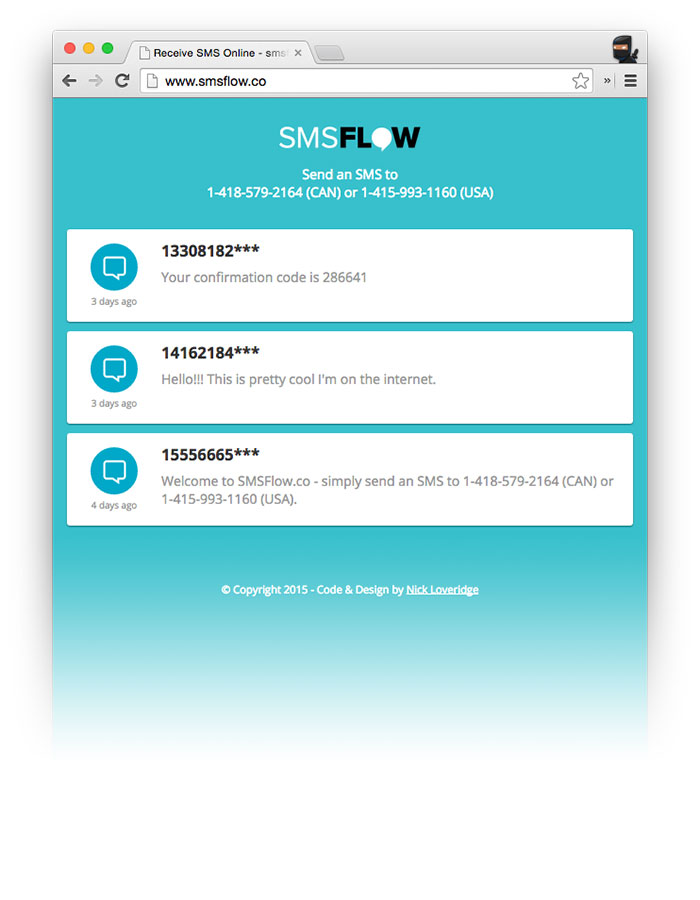 Receive SMS Online - sms
www.smsflow.co
SMSFLOW
Send an SMS to
1-418-579-2164 (CAN) or 1-415-993-1160 (USA)
13308182***
Your confirmation code is 286641
3 days ago
14162184***
Hello!!! This is pretty cool I'm on the internet.
3 days ago
15556665***
Welcome to SMSFlow.co - simply send an SMS to 1-418-579-2164 (CAN) or
1-415-993-1160 (USA).
4 days ago
© Copyright 2015 - Code & Design by Nick Loveridge